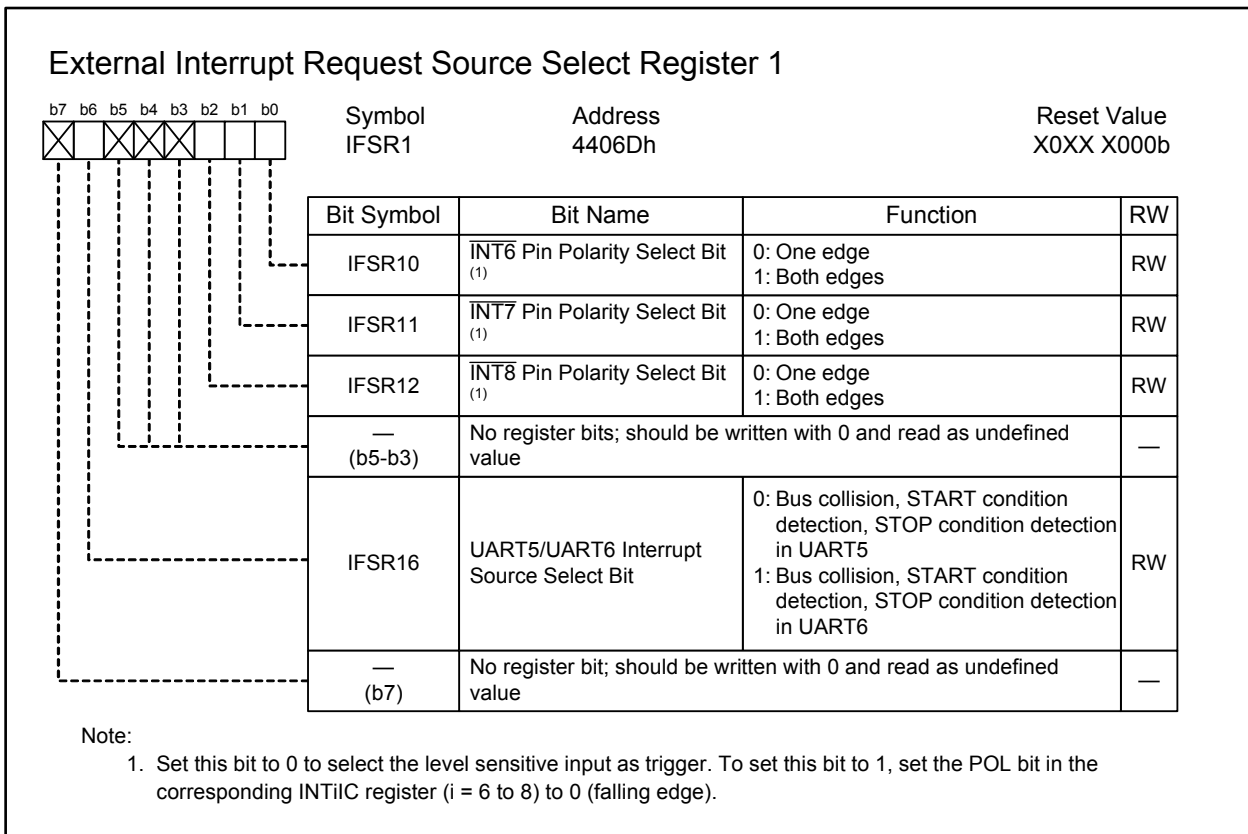 External Interrupt Request Source Select Register 1
b7 b6 b5 b4 b3 b2 b1 b0
Symbol Address Reset Value
IFSR1 4406Dh X0XX X000b
Bit Symbol Bit Name Function RW
IFSR10 INT6 Pin Polarity Select Bit (1) 0: One edge 1: Both edges RW
IFSR11 INT7 Pin Polarity Select Bit (1) 0: One edge 1: Both edges RW
IFSR12 INT8 Pin Polarity Select Bit (1) 0: One edge 1: Both edges RW
— (b5-b3) No register bits; should be written with 0 and read as undefined value —
IFSR16 UART5/UART6 Interrupt Source Select Bit 0: Bus collision, START condition detection, STOP condition detection in UART5 1: Bus collision, START condition detection, STOP condition detection in UART6 RW
— (b7) No register bit; should be written with 0 and read as undefined value —
Note:
1. Set this bit to 0 to select the level sensitive input as trigger. To set this bit to 1, set the POL bit in the
corresponding INTiIC register (i = 6 to 8) to 0 (falling edge).